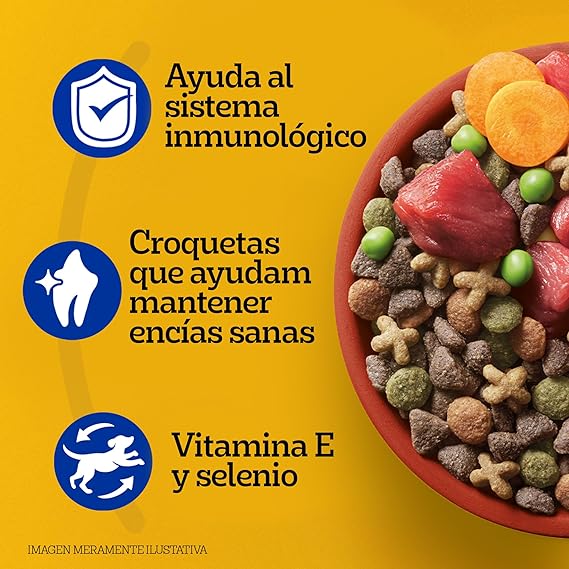 Ayuda al
sistema
inmunológico
Croquetas
que ayudam
mantener
encías sanas
Vitamina E
y selenio
IMAGEN MERAMENTE ILUSTATIVA